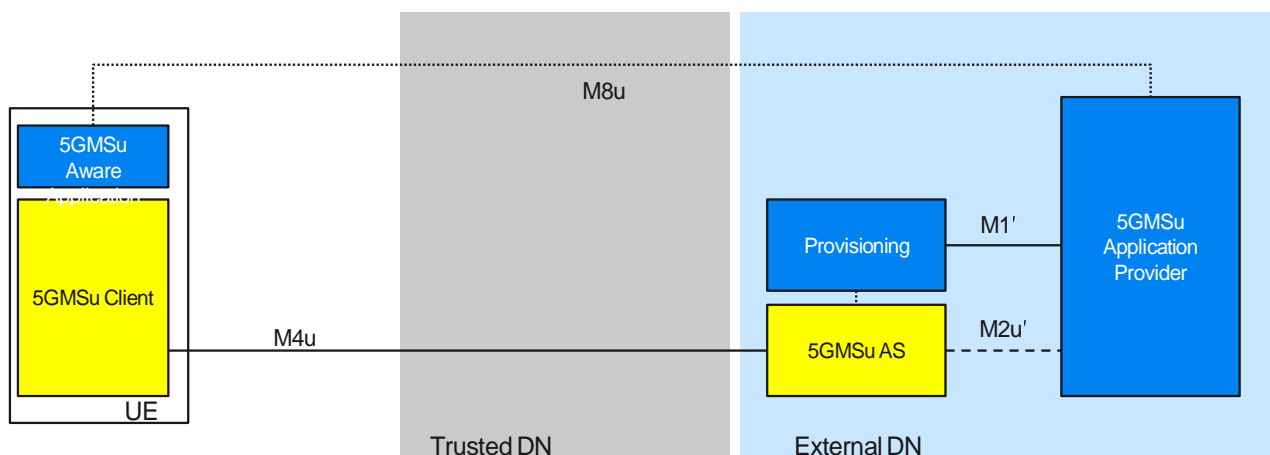 M8u
5GMSu
Aware
Application
Provisioning
M1′
5GMSu
Application
Provider
5GMSu Client
M4u
5GMSu AS
M2u′
UE
Trusted DN
External DN